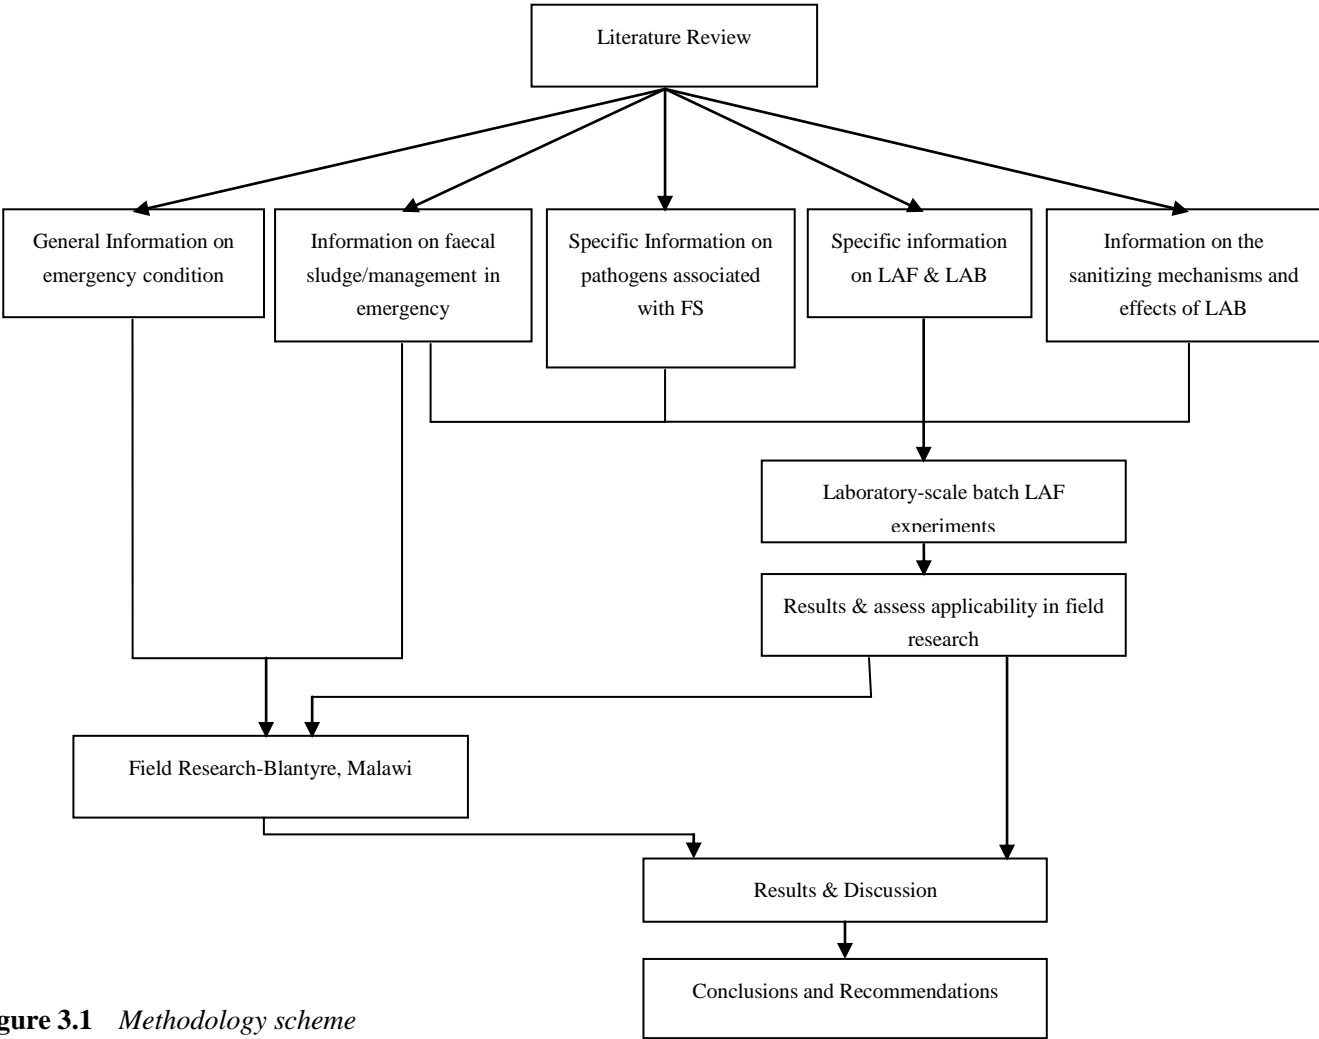 Literature Review
General Information on
emergency condition
Information on faecal
sludge/management in
emergency
Specific Information on
pathogens associated
with FS
Specific information
on LAF & LAB
Information on the
sanitizing mechanisms and
effects of LAB
Laboratory-scale batch LAF
experiments
Results & assess applicability in field
research
Field Research-Blantyre, Malawi
Results & Discussion
Conclusions and Recommendations
gure 3.1 Methodology scheme